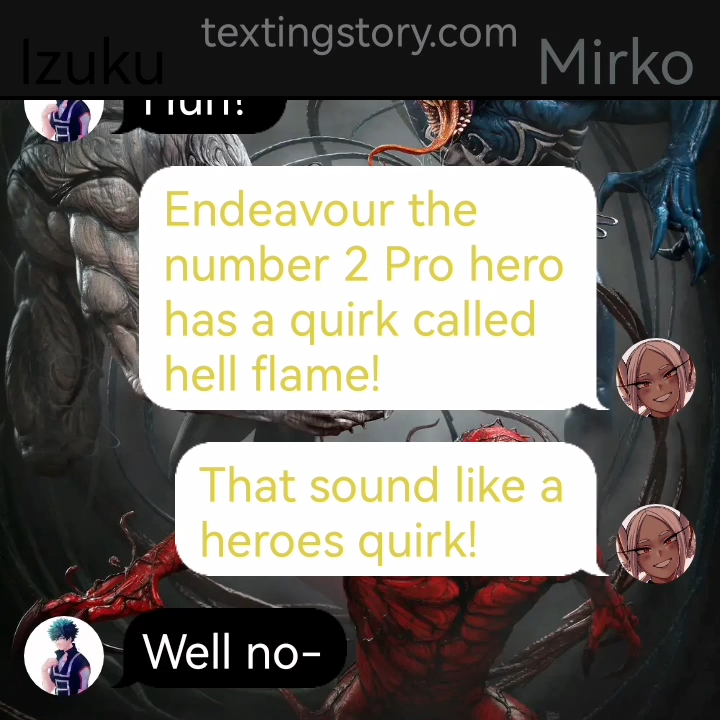 textingstory.com
Izuku
Mirko
Huh!
Endeavour the
number 2 Pro hero
has a quirk called
hell flame!
That sound like a
heroes quirk!
Well no-